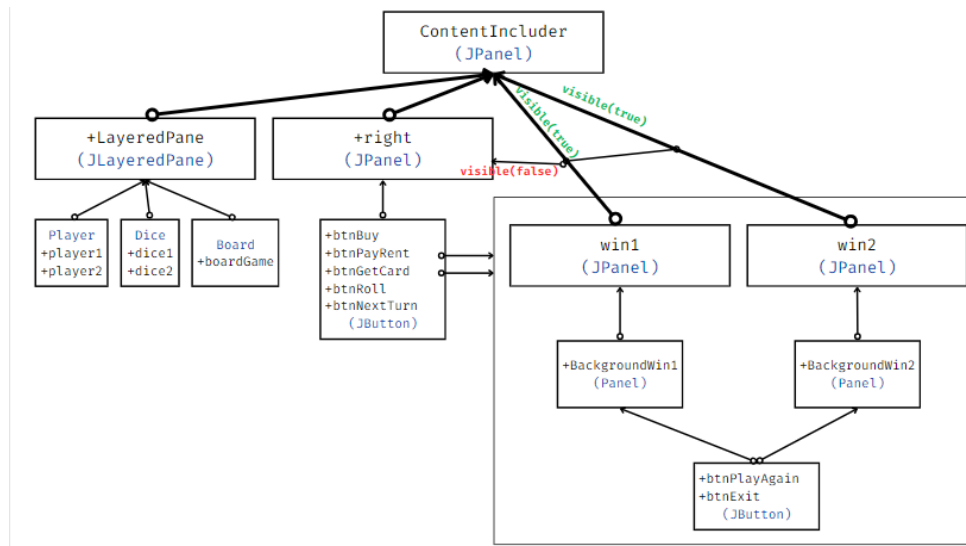 ContentIncluder
(JPanel)
visible(true)
visible(true)
+LayeredPane
(JLayeredPane)
+right
(JPanel)
visible(false)
Player
+player1
+player2
Dice
+dice1
+dice2
Board
+boardGame
+btnBuy
+btnPayRent
+btnGetCard
+btnRoll
+btnNextTurn
(JButton)
win1
(JPanel)
win2
(JPanel)
+BackgroundWin1
(Panel)
+BackgroundWin2
(Panel)
+btnPlayAgain
+btnExit
(JButton)